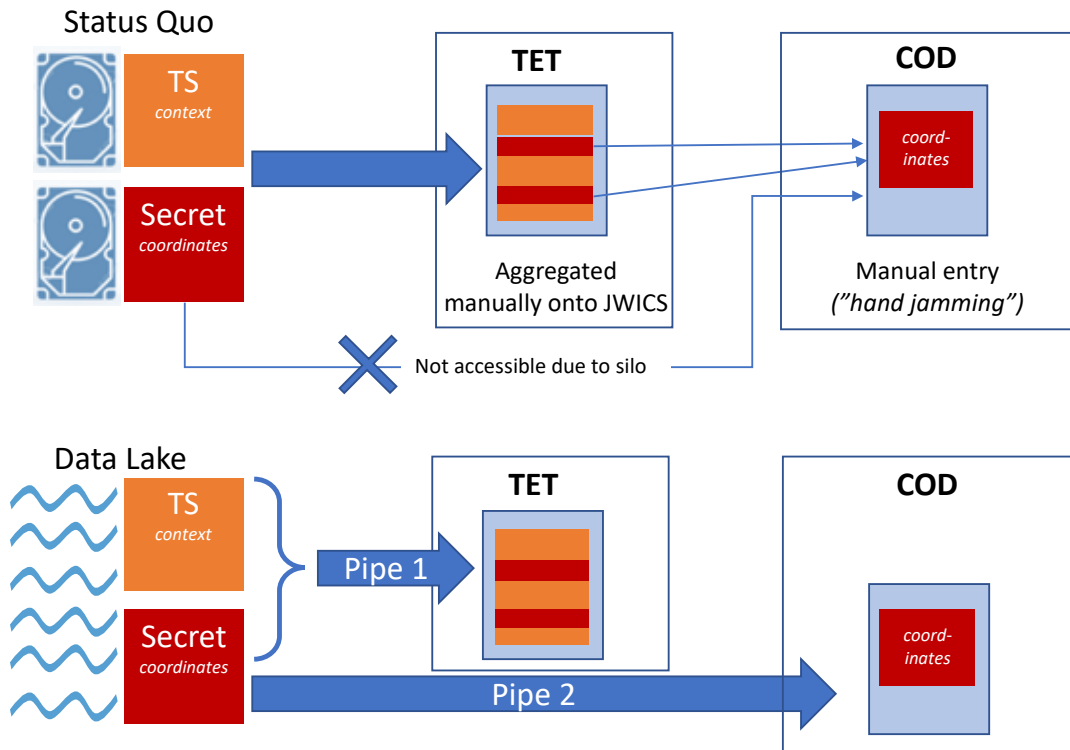 Status Quo
TS
context
Secret
coordinates
TET
Aggregated
manually onto JWICS
COD
coord-
inates
Manual entry
(”hand jamming”)
Not accessible due to silo
Data Lake
TS
context
Secret
coordinates
Pipe 1
TET
Pipe 2
COD
coord-
inates